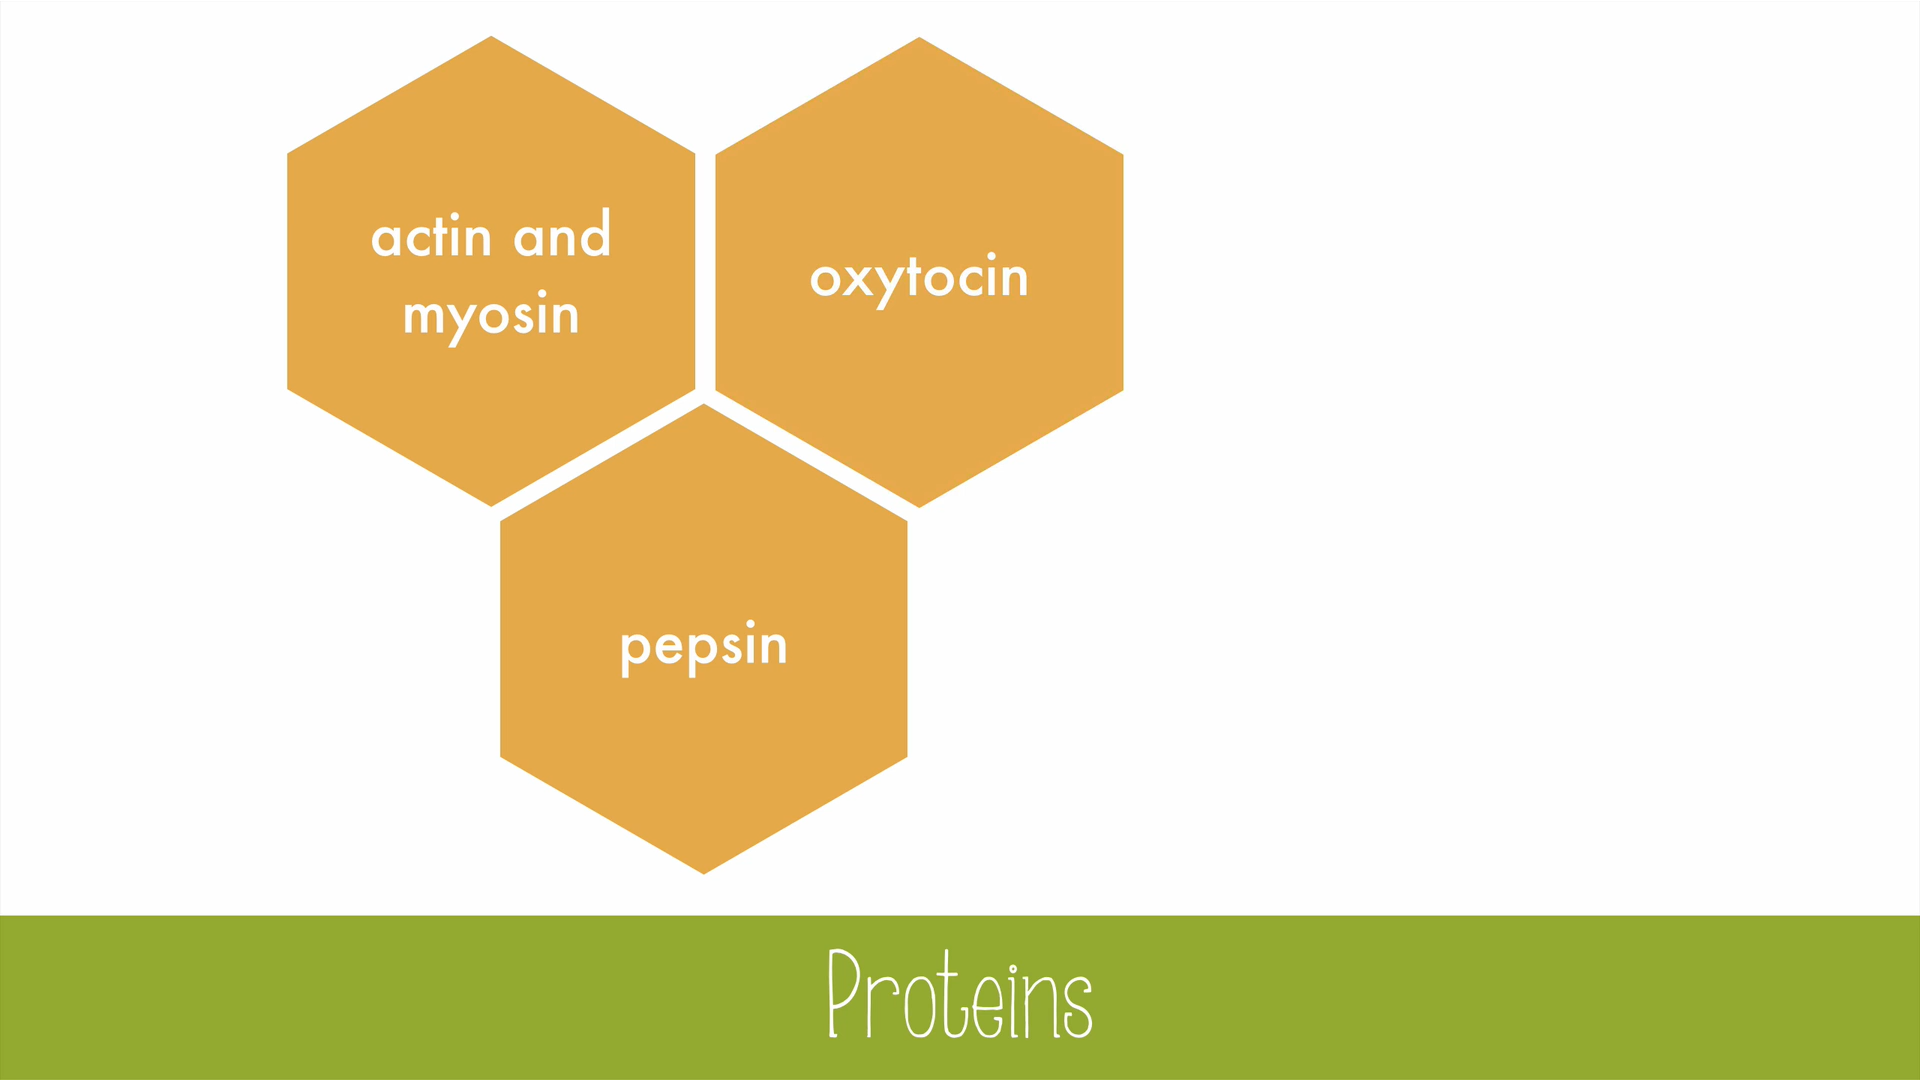 actin and
myosin
oxytocin
pepsin
Proteins